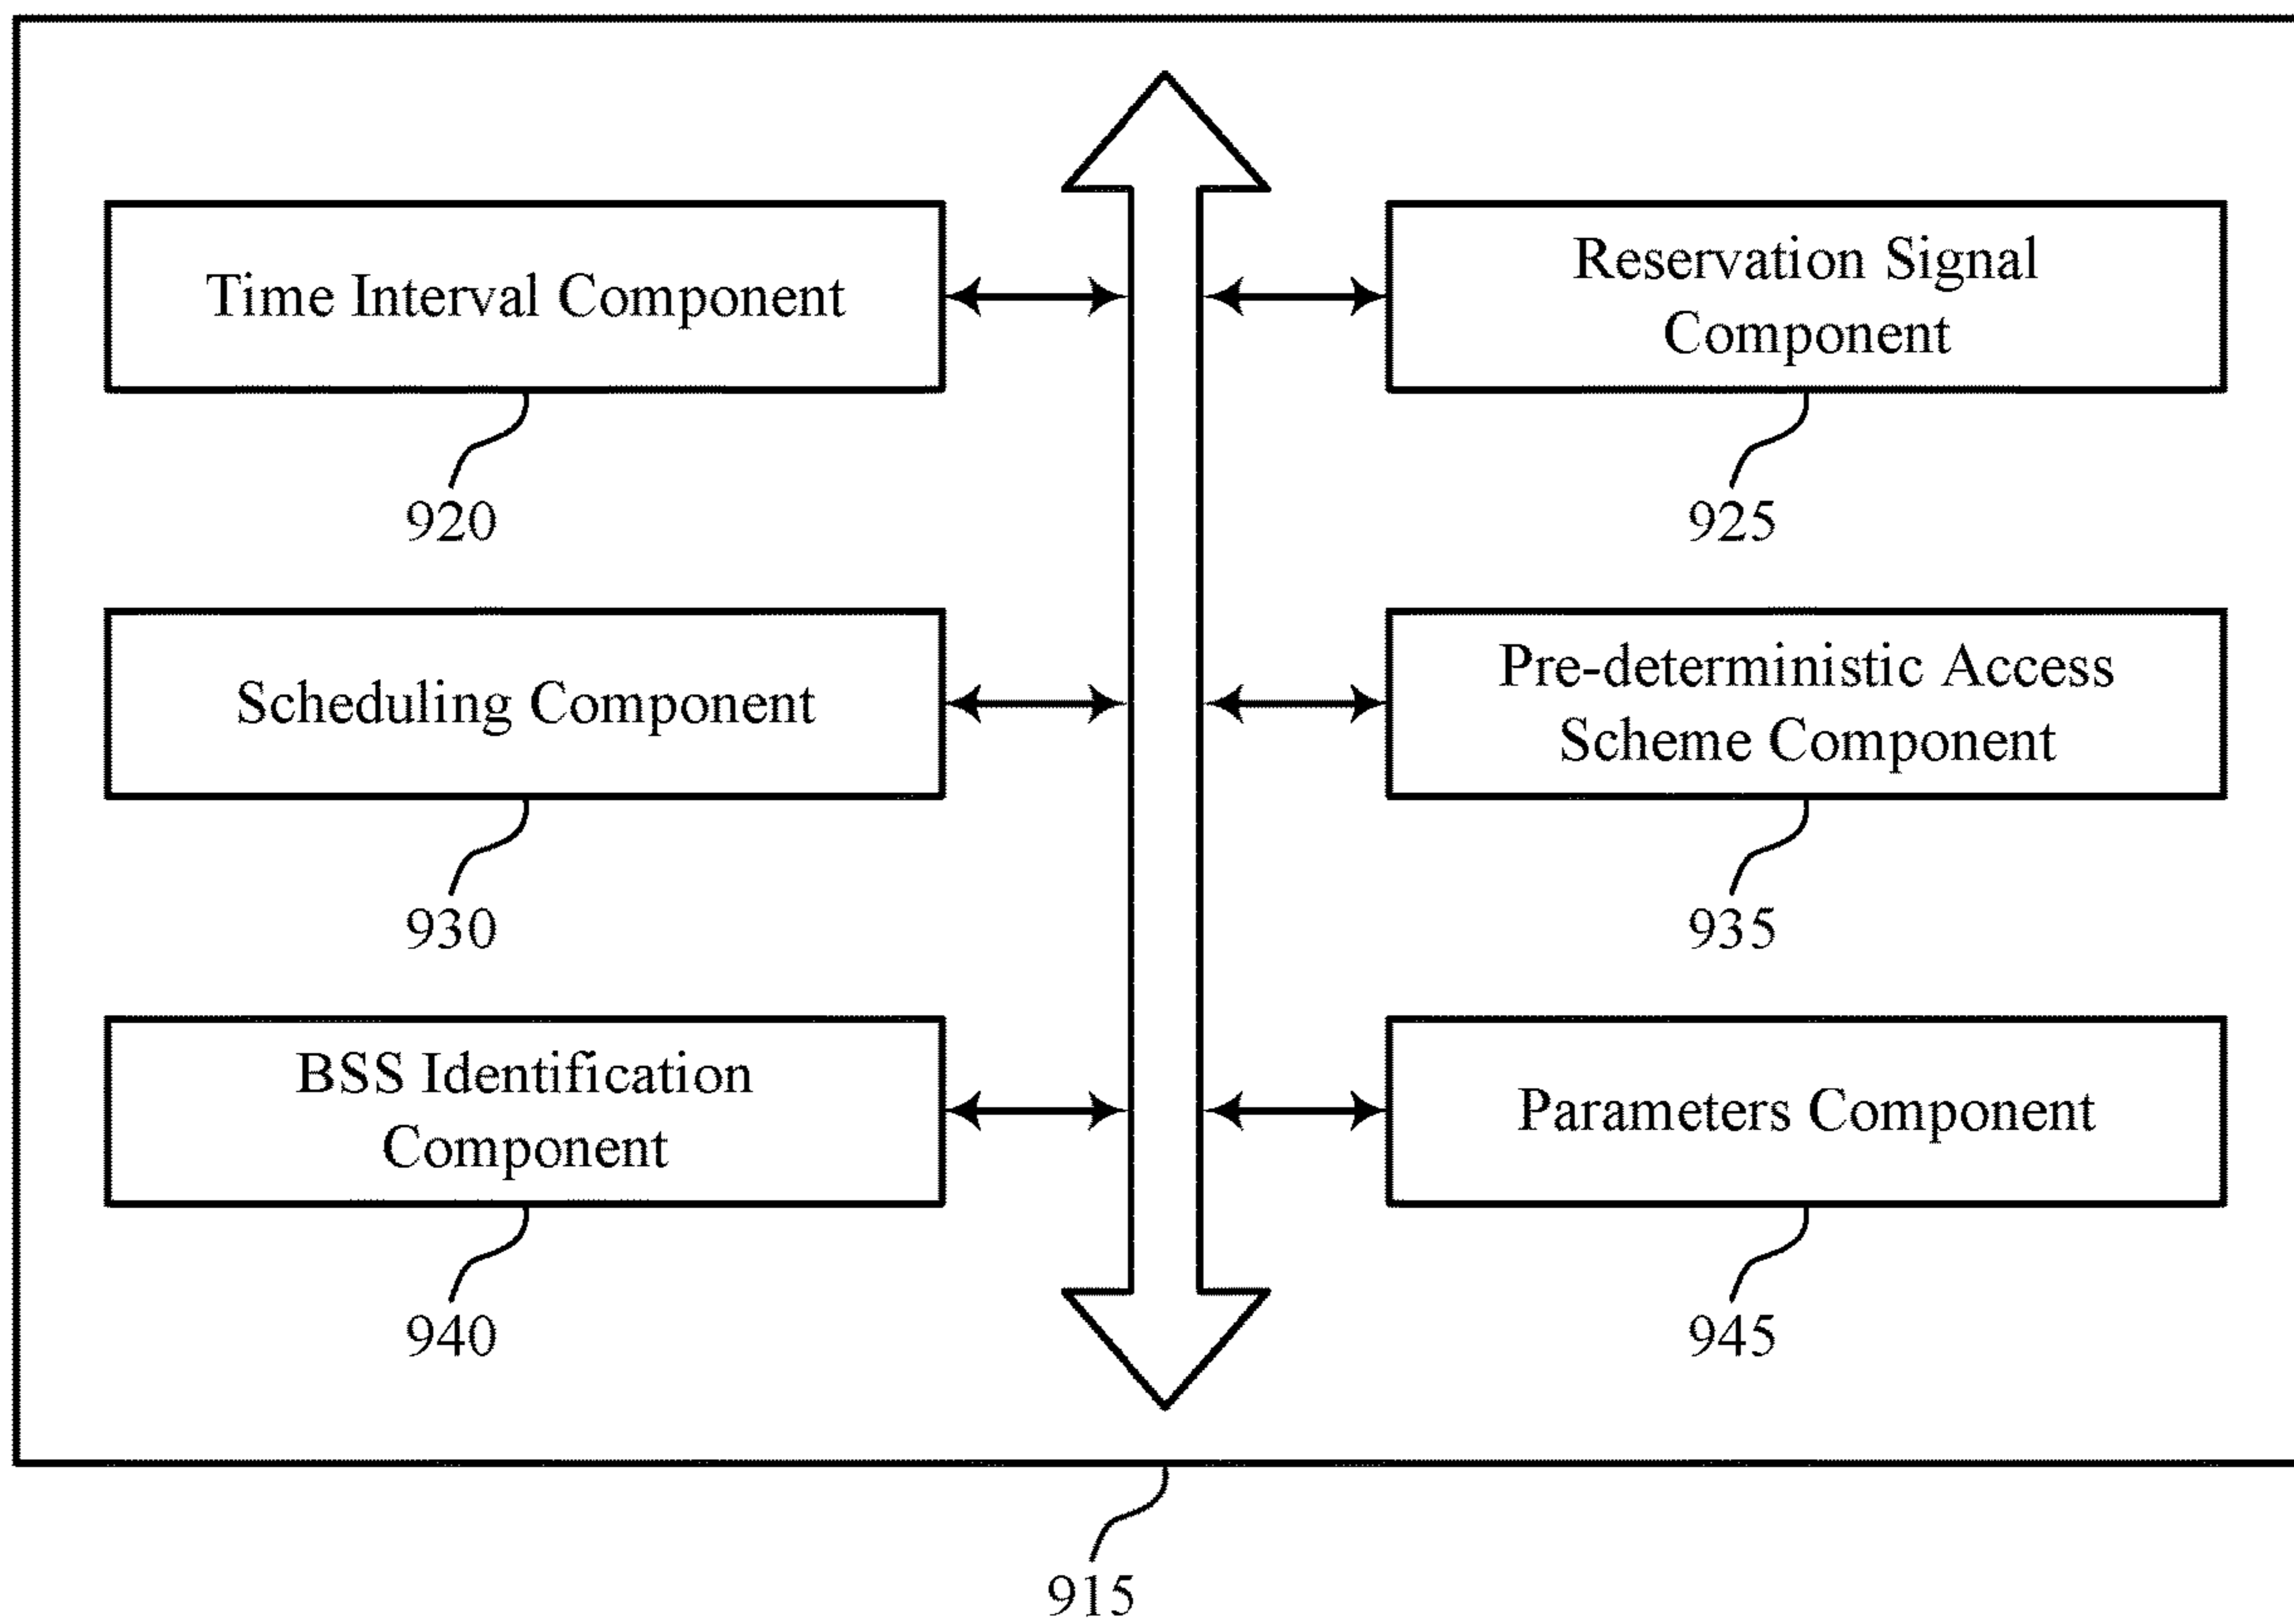 Time Interval Component
920
Reservation Signal
Component
925
Scheduling Component
930
Pre-deterministic Access
Scheme Component
935
BSS Identification
Component
940
Parameters Component
945
915